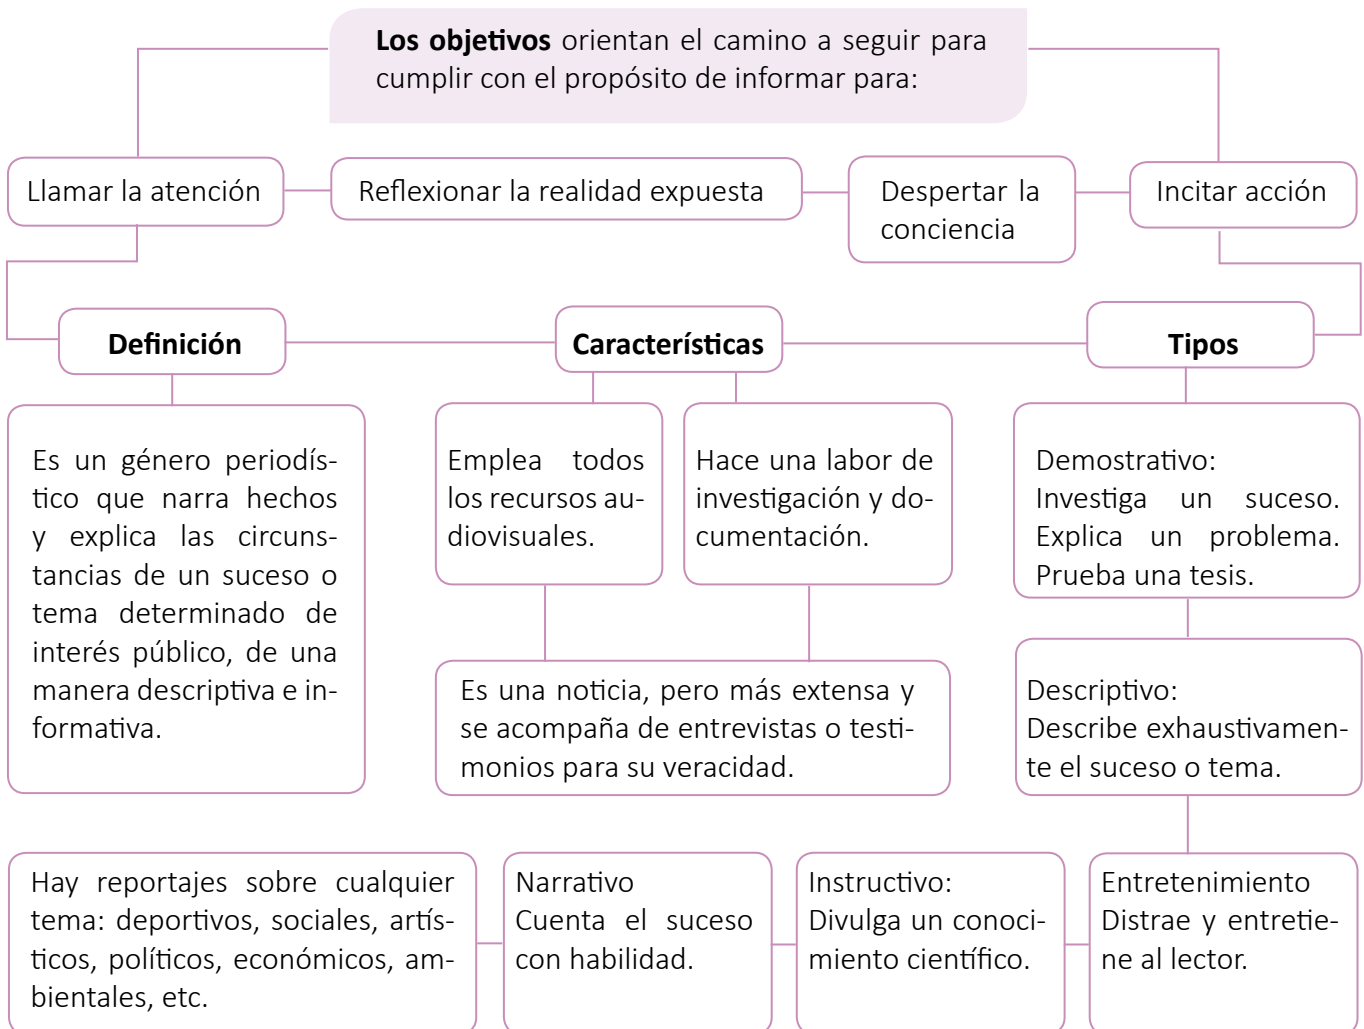 Los objetivos orientan el camino a seguir para
cumplir con el propósito de informar para:
Llamar la atención
Reflexionar la realidad expuesta
Despertar la
conciencia
Incitar acción
Definición
Características
Tipos
Es un género periodís-
tico que narra hechos
y explica las circuns-
tancias de un suceso o
tema determinado de
interés público, de una
manera descriptiva e in-
formativa.
Emplea todos
los recursos au-
diovisuales.
Hace una labor de
investigación y do-
cumentación.
Es una noticia, pero más extensa y
se acompaña de entrevistas o testi-
monios para su veracidad.
Demostrativo:
Investiga un suceso.
Explica un problema.
Prueba una tesis.
Descriptivo:
Describe exhaustivamen-
te el suceso o tema.
Hay reportajes sobre cualquier
tema: deportivos, sociales, artís-
ticos, políticos, económicos, am-
bientales, etc.
Narrativo
Cuenta el suceso
con habilidad.
Instructivo:
Divulga un conoci-
miento científico.
Entretenimiento
Distrae y entretie-
ne al lector.